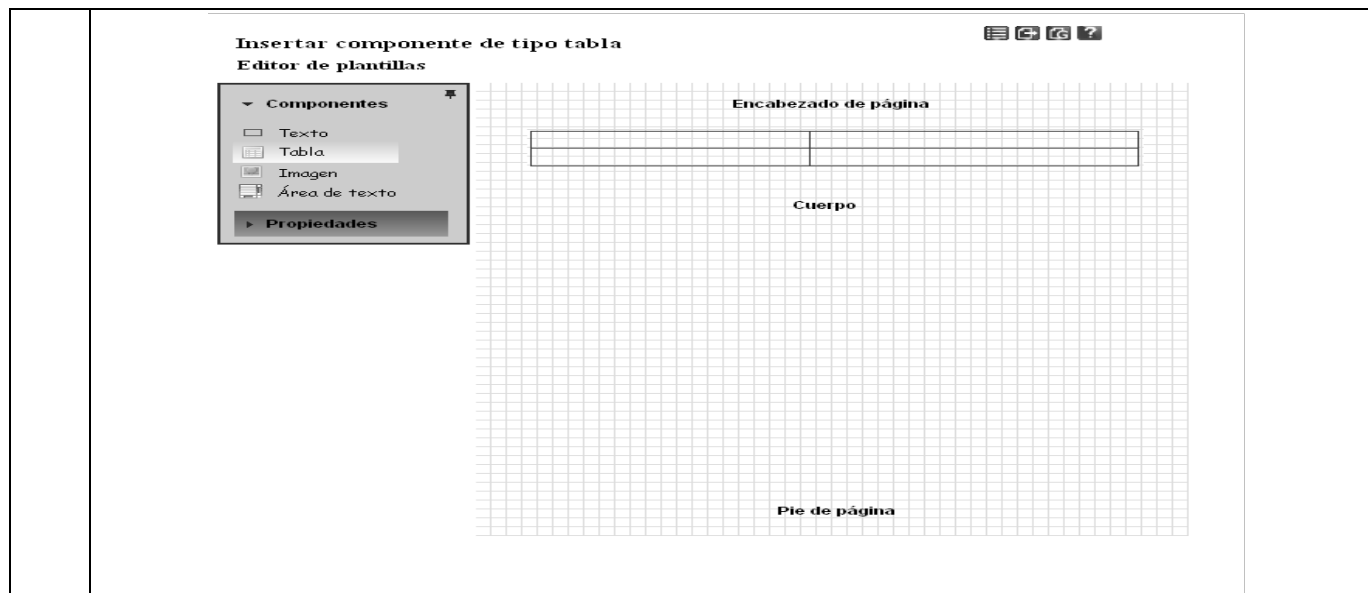 Insertar componente de tipo tabla
Editor de plantillas
Componentes
Texto
Tabla
Imagen
Área de texto
Propiedades
Encabezado de página
Cuerpo
Pie de página